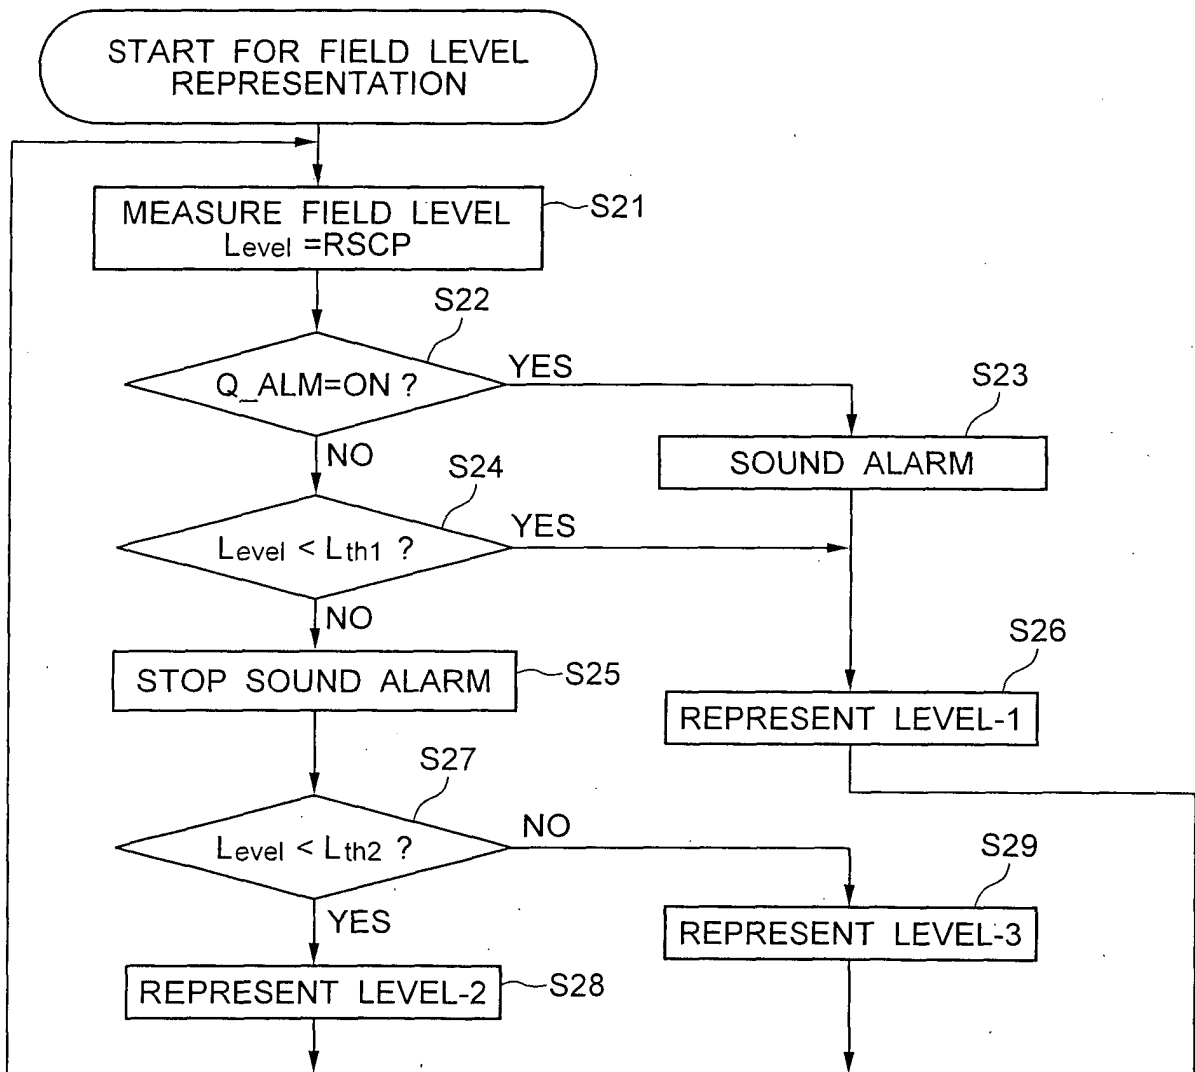 START FOR FIELD LEVEL
REPRESENTATION
MEASURE FIELD LEVEL
Level =RSCP
S21
S22
Q_ALM=ON ?
YES
NO
S23
SOUND ALARM
S24
Level < Lth1 ?
YES
NO
STOP SOUND ALARM
S25
S26
REPRESENT LEVEL-1
S27
Level < Lth2 ?
NO
YES
S29
REPRESENT LEVEL-3
REPRESENT LEVEL-2
S28